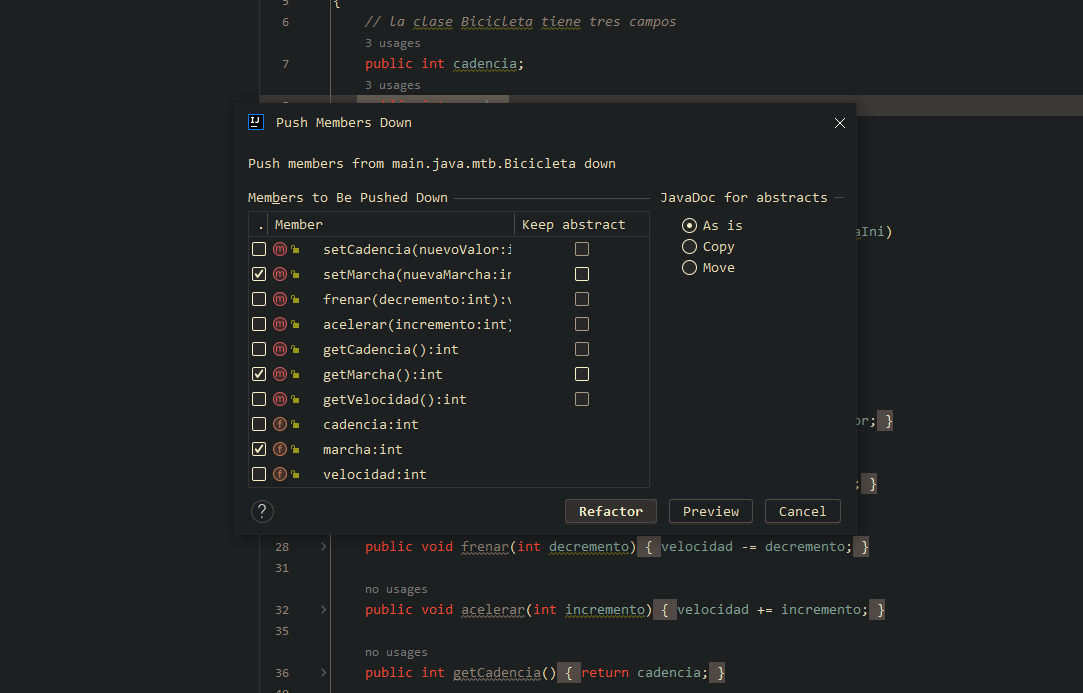 5 {
6 // la clase Bicicleta tiene tres campos
3 usages
7 public int cadencia;
3 usages
Push Members Down
Push members from main.java.mtb.Bicicleta down
Members to Be Pushed Down
JavaDoc for abstracts
. Member Keep abstract
As is
Copy
Move
setCadencia(nuevoValor:i
setMarcha(nuevaMarcha:in
frenar(decremento:int):v
acelerar(incremento:int)
getCadencia():int
getMarcha():int
getVelocidad():int
cadencia:int
marcha:int
velocidad:int
aIni)
or; }
; }
? Refactor Preview Cancel
28 public void frenar(int decremento) { velocidad -= decremento; }
31
no usages
32 public void acelerar(int incremento) { velocidad += incremento; }
35
no usages
36 public int getCadencia() { return cadencia; }